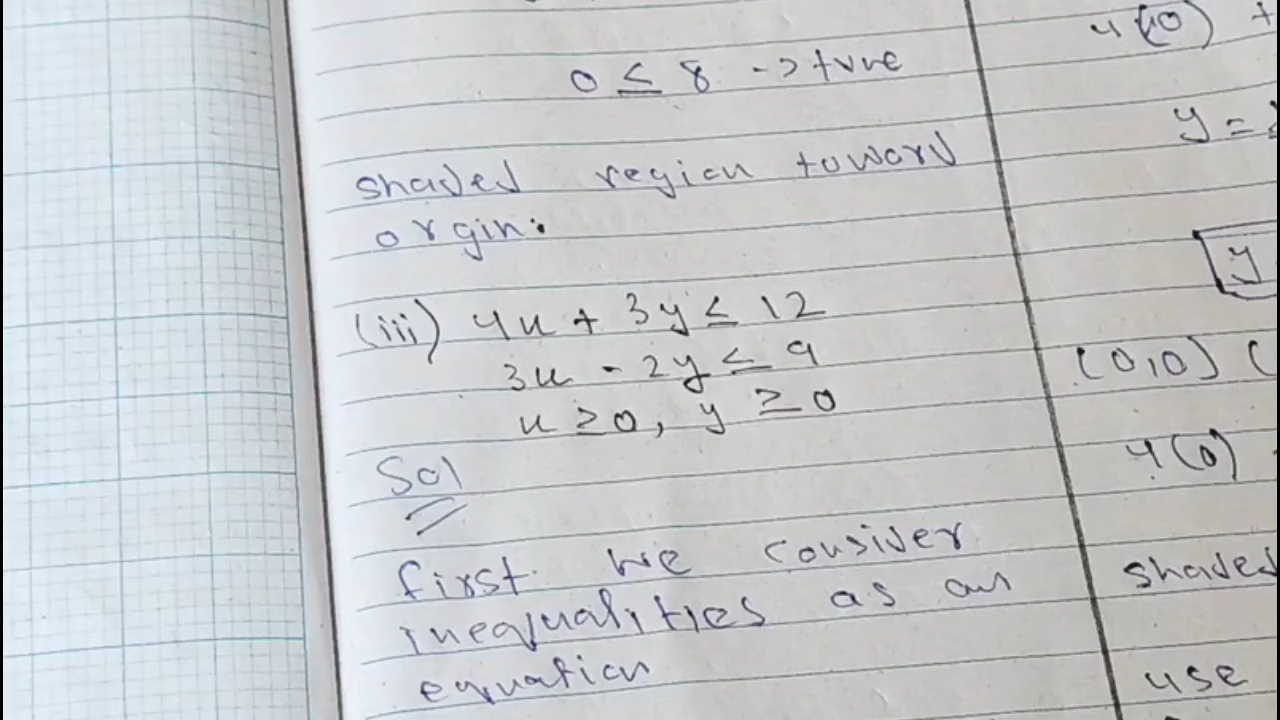 0 ≤ 8 -> true
shaded region toward
orgin.
(iii) 4x + 3y ≤ 12
3x - 2y ≤ 9
x ≥ 0, y ≥ 0
Sol
first we consider
inequalities as an
equation
4(0) +
y =
y
(0,0) (
4(0)
shaded
use